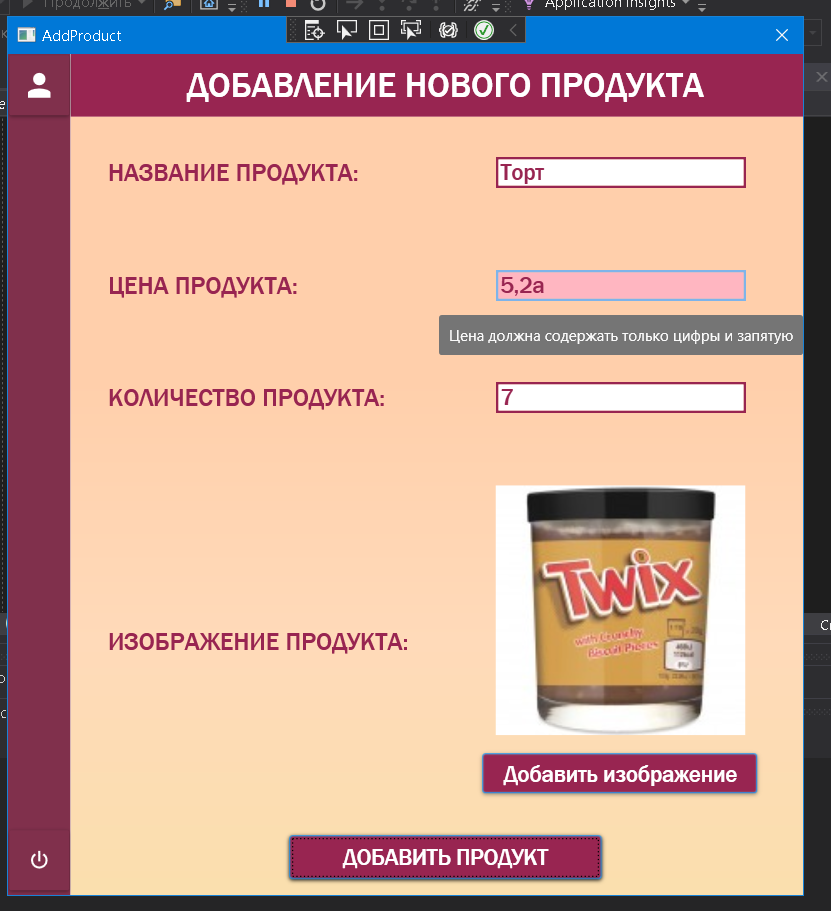 Продолжить
Application Insights
AddProduct
ДОБАВЛЕНИЕ НОВОГО ПРОДУКТА
НАЗВАНИЕ ПРОДУКТА:
Торт
ЦЕНА ПРОДУКТА:
5,2а
Цена должна содержать только цифры и запятую
КОЛИЧЕСТВО ПРОДУКТА:
7
Twix
with Crunchy
Biscuit Pieces
ИЗОБРАЖЕНИЕ ПРОДУКТА:
Добавить изображение
ДОБАВИТЬ ПРОДУКТ